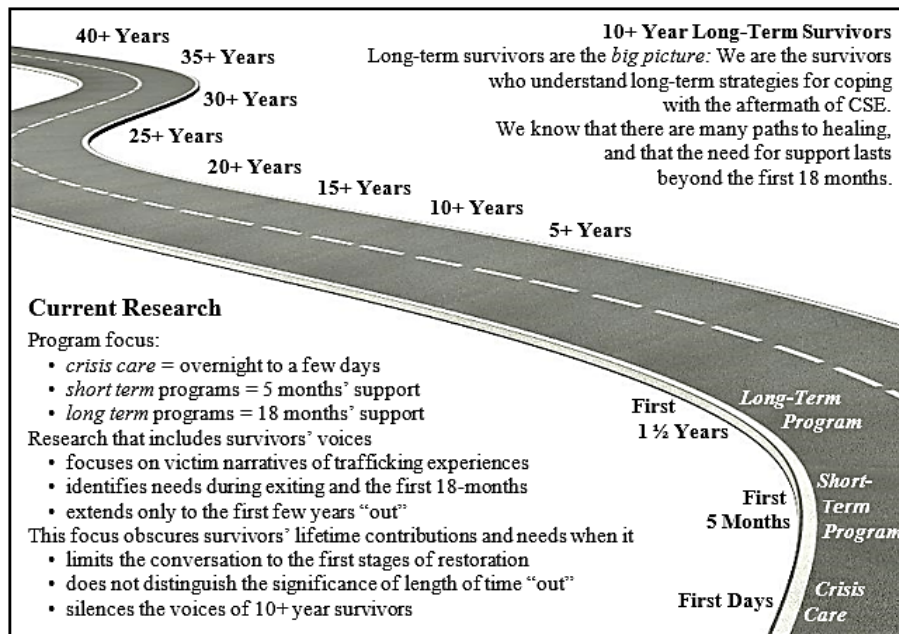 40+ Years
35+ Years
30+ Years
25+ Years
20+ Years
15+ Years
10+ Years
5+ Years
10+ Year Long-Term Survivors
Long-term survivors are the big picture: We are the survivors
who understand long-term strategies for coping
with the aftermath of CSE.
We know that there are many paths to healing,
and that the need for support lasts
beyond the first 18 months.
Current Research
Program focus:
• crisis care = overnight to a few days
• short term programs = 5 months’ support
• long term programs = 18 months’ support
Research that includes survivors’ voices
• focuses on victim narratives of trafficking experiences
• identifies needs during exiting and the first 18-months
• extends only to the first few years “out”
This focus obscures survivors’ lifetime contributions and needs when it
• limits the conversation to the first stages of restoration
• does not distinguish the significance of length of time “out”
• silences the voices of 10+ year survivors
First
1 ½ Years
Long-Term
Program
First
5 Months
Short-
Term
Program
First Days
Crisis
Care